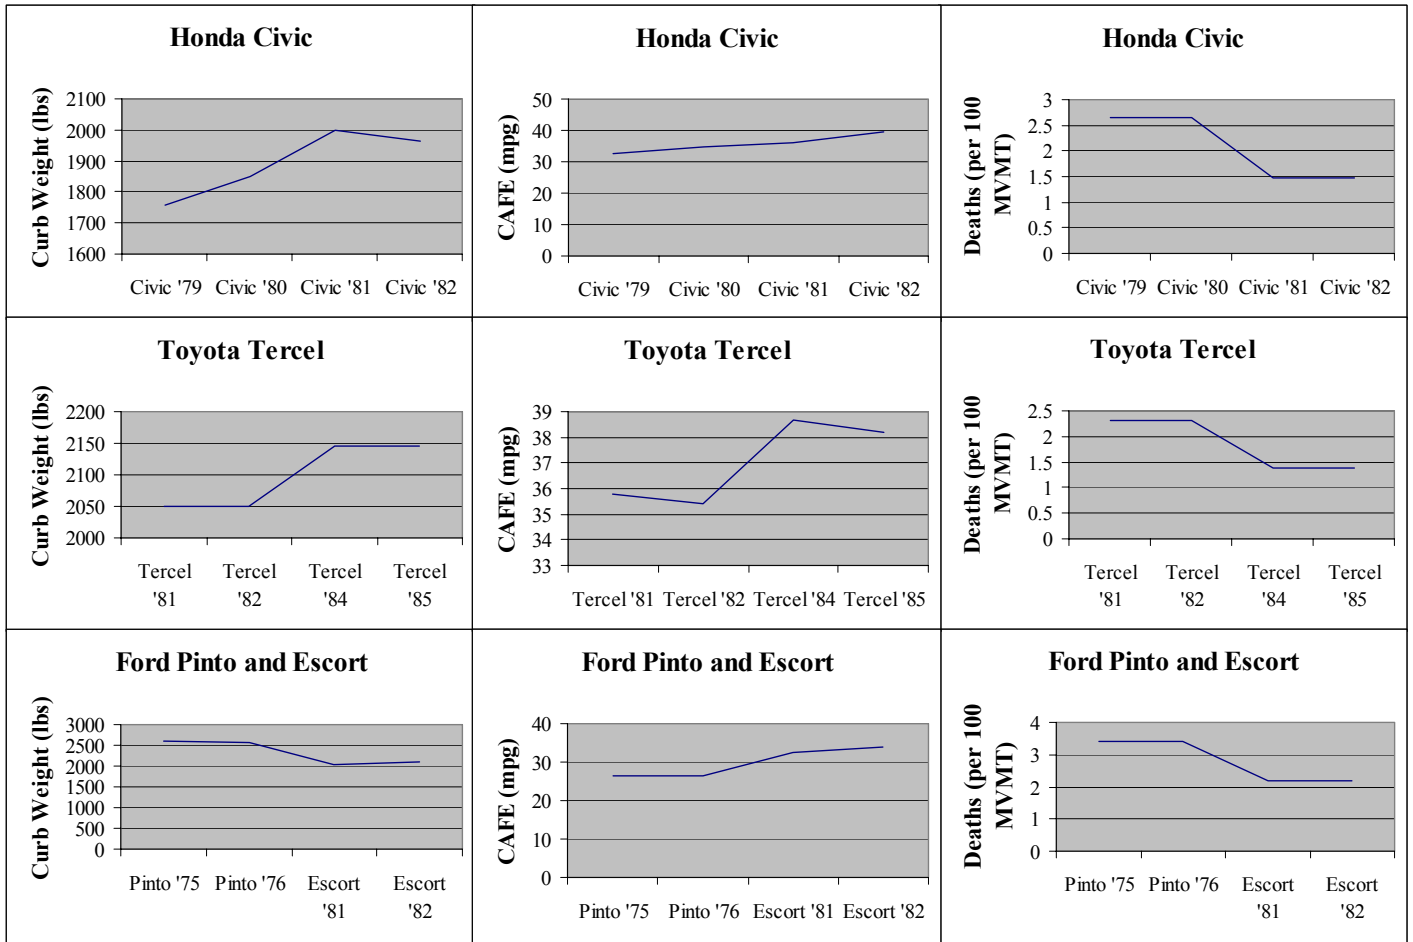 Honda Civic
Curb Weight (lbs)
2100
2000
1900
1800
1700
1600
Civic '79 Civic '80 Civic '81 Civic '82
Honda Civic
CAFE (mpg)
50
40
30
20
10
0
Civic '79 Civic '80 Civic '81 Civic '82
Honda Civic
Deaths (per 100
MVMT)
3
2.5
2
1.5
1
0.5
0
Civic '79 Civic '80 Civic '81 Civic '82
Toyota Tercel
Curb Weight (lbs)
2200
2150
2100
2050
2000
Tercel Tercel Tercel Tercel
'81 '82 '84 '85
Toyota Tercel
CAFE (mpg)
39
38
37
36
35
34
33
Tercel '81 Tercel '82 Tercel '84 Tercel '85
Toyota Tercel
Deaths (per 100
MVMT)
2.5
2
1.5
1
0.5
0
Tercel Tercel Tercel Tercel
'81 '82 '84 '85
Ford Pinto and Escort
Curb Weight (lbs)
3000
2500
2000
1500
1000
500
0
Pinto '75 Pinto '76 Escort Escort
'81 '82
Ford Pinto and Escort
CAFE (mpg)
40
30
20
10
0
Pinto '75 Pinto '76 Escort '81 Escort '82
Ford Pinto and Escort
Deaths (per 100
MVMT)
4
3
2
1
0
Pinto '75 Pinto '76 Escort Escort
'81 '82